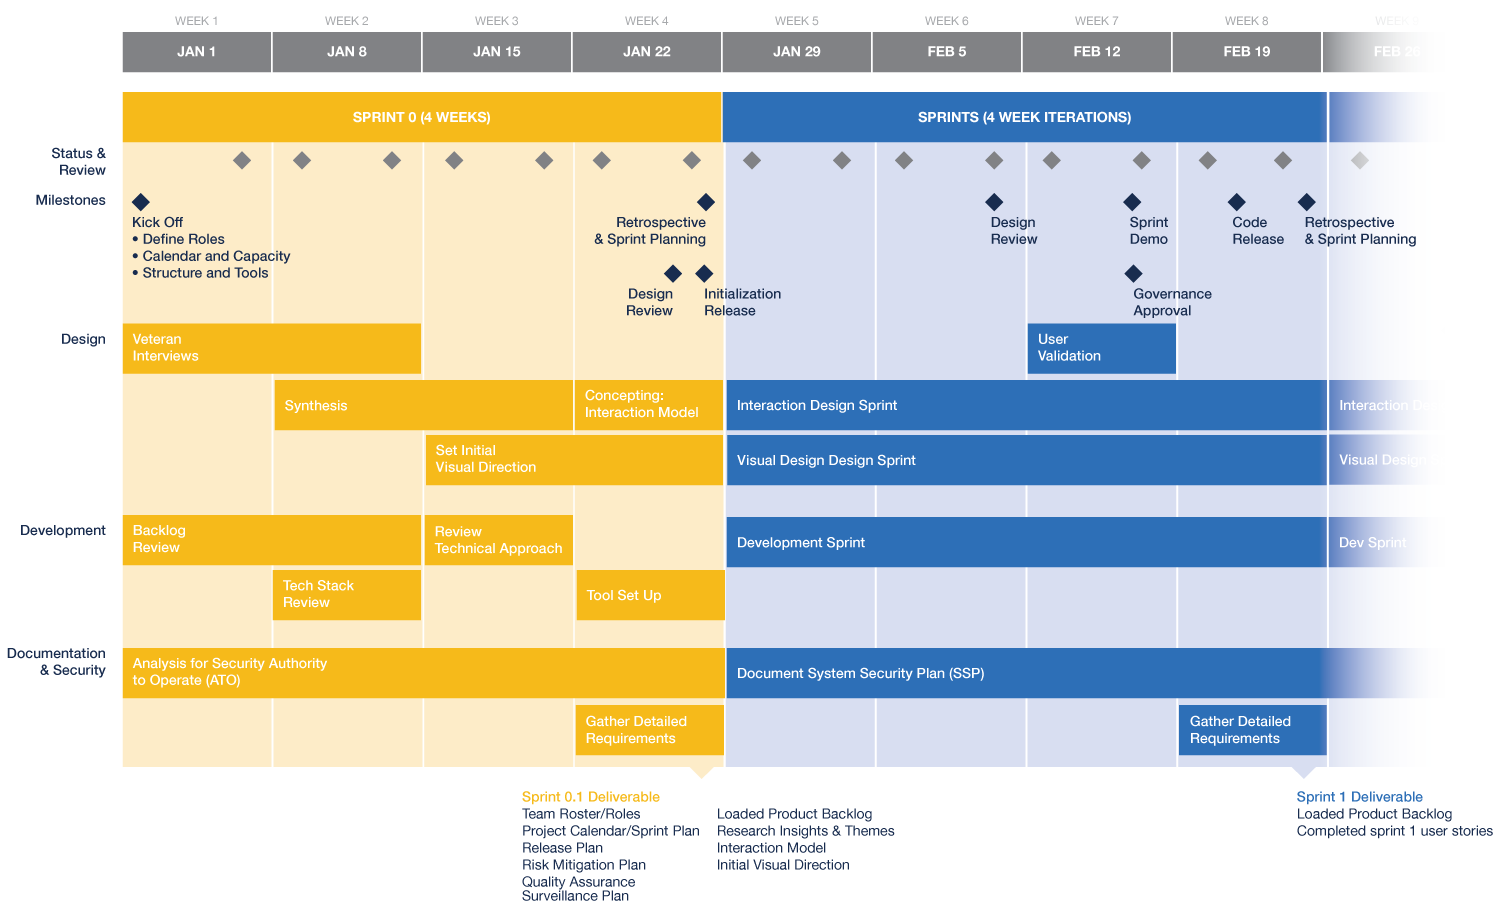 WEEK 1 WEEK 2 WEEK 3 WEEK 4 WEEK 5 WEEK 6 WEEK 7 WEEK 8 WEEK
JAN 1 JAN 8 JAN 15 JAN 22 JAN 29 FEB 5 FEB 12 FEB 19 FEB 26
SPRINT 0 (4 WEEKS) SPRINTS (4 WEEK ITERATIONS)
Status &
Review
Milestones
Kick Off
• Define Roles
• Calendar and Capacity
• Structure and Tools
Retrospective
& Sprint Planning
Design
Review
Initialization
Release
Design
Review
Sprint
Demo
Governance
Approval
Code
Release
Retrospective
& Sprint Planning
Design
Veteran
Interviews
User
Validation
Synthesis
Concepting:
Interaction Model
Interaction Design Sprint
Interaction
Set Initial
Visual Direction
Visual Design Design Sprint
Visual Design
Development
Backlog
Review
Review
Technical Approach
Development Sprint
Dev Sprint
Tech Stack
Review
Tool Set Up
Documentation
& Security
Analysis for Security Authority
to Operate (ATO)
Document System Security Plan (SSP)
Gather Detailed
Requirements
Gather Detailed
Requirements
Sprint 0.1 Deliverable
Team Roster/Roles
Project Calendar/Sprint Plan
Release Plan
Risk Mitigation Plan
Quality Assurance
Surveillance Plan
Loaded Product Backlog
Research Insights & Themes
Interaction Model
Initial Visual Direction
Sprint 1 Deliverable
Loaded Product Backlog
Completed sprint 1 user stories